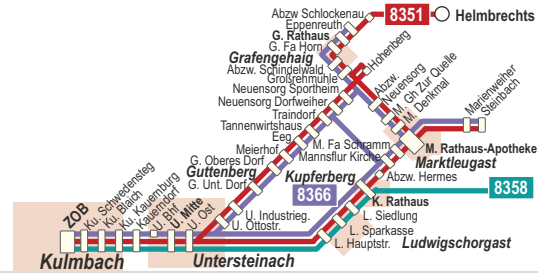 Abzw Schlockenau
8351
Helmbrechts
Eppenreuth
G. Rathaus
G. Fa Horn
Grafengehaig
Hohenberg
Abzw. Schindelwald
Großrehmühle
Neuensorg Sportheim
Abzw.
Neuensorg
Neuensorg Dorfweiher
M. Gh Zur Quelle
M. Denkmal
Marienweiher
Steinbach
Traindorf
Tannenwirtshaus
Eeg
M. Fa Schramm
M. Rathaus-Apotheke
Meierhof
Mannsflur Kirche
Marktleugast
G. Oberes Dorf
Guttenberg
Kupferberg
Abzw. Hermes
G. Unt. Dorf
8366
8358
K. Rathaus
ZOB
Ku. Schwedensteg
Ku. Blaich
Ku. Kauernburg
Kauerndorf
U. Bhf
U. Mitte
U. Ost
U. Industrieg.
U. Ottostr.
L. Siedlung
L. Sparkasse
L. Hauptstr.
Ludwigschorgast
Kulmbach
Untersteinach